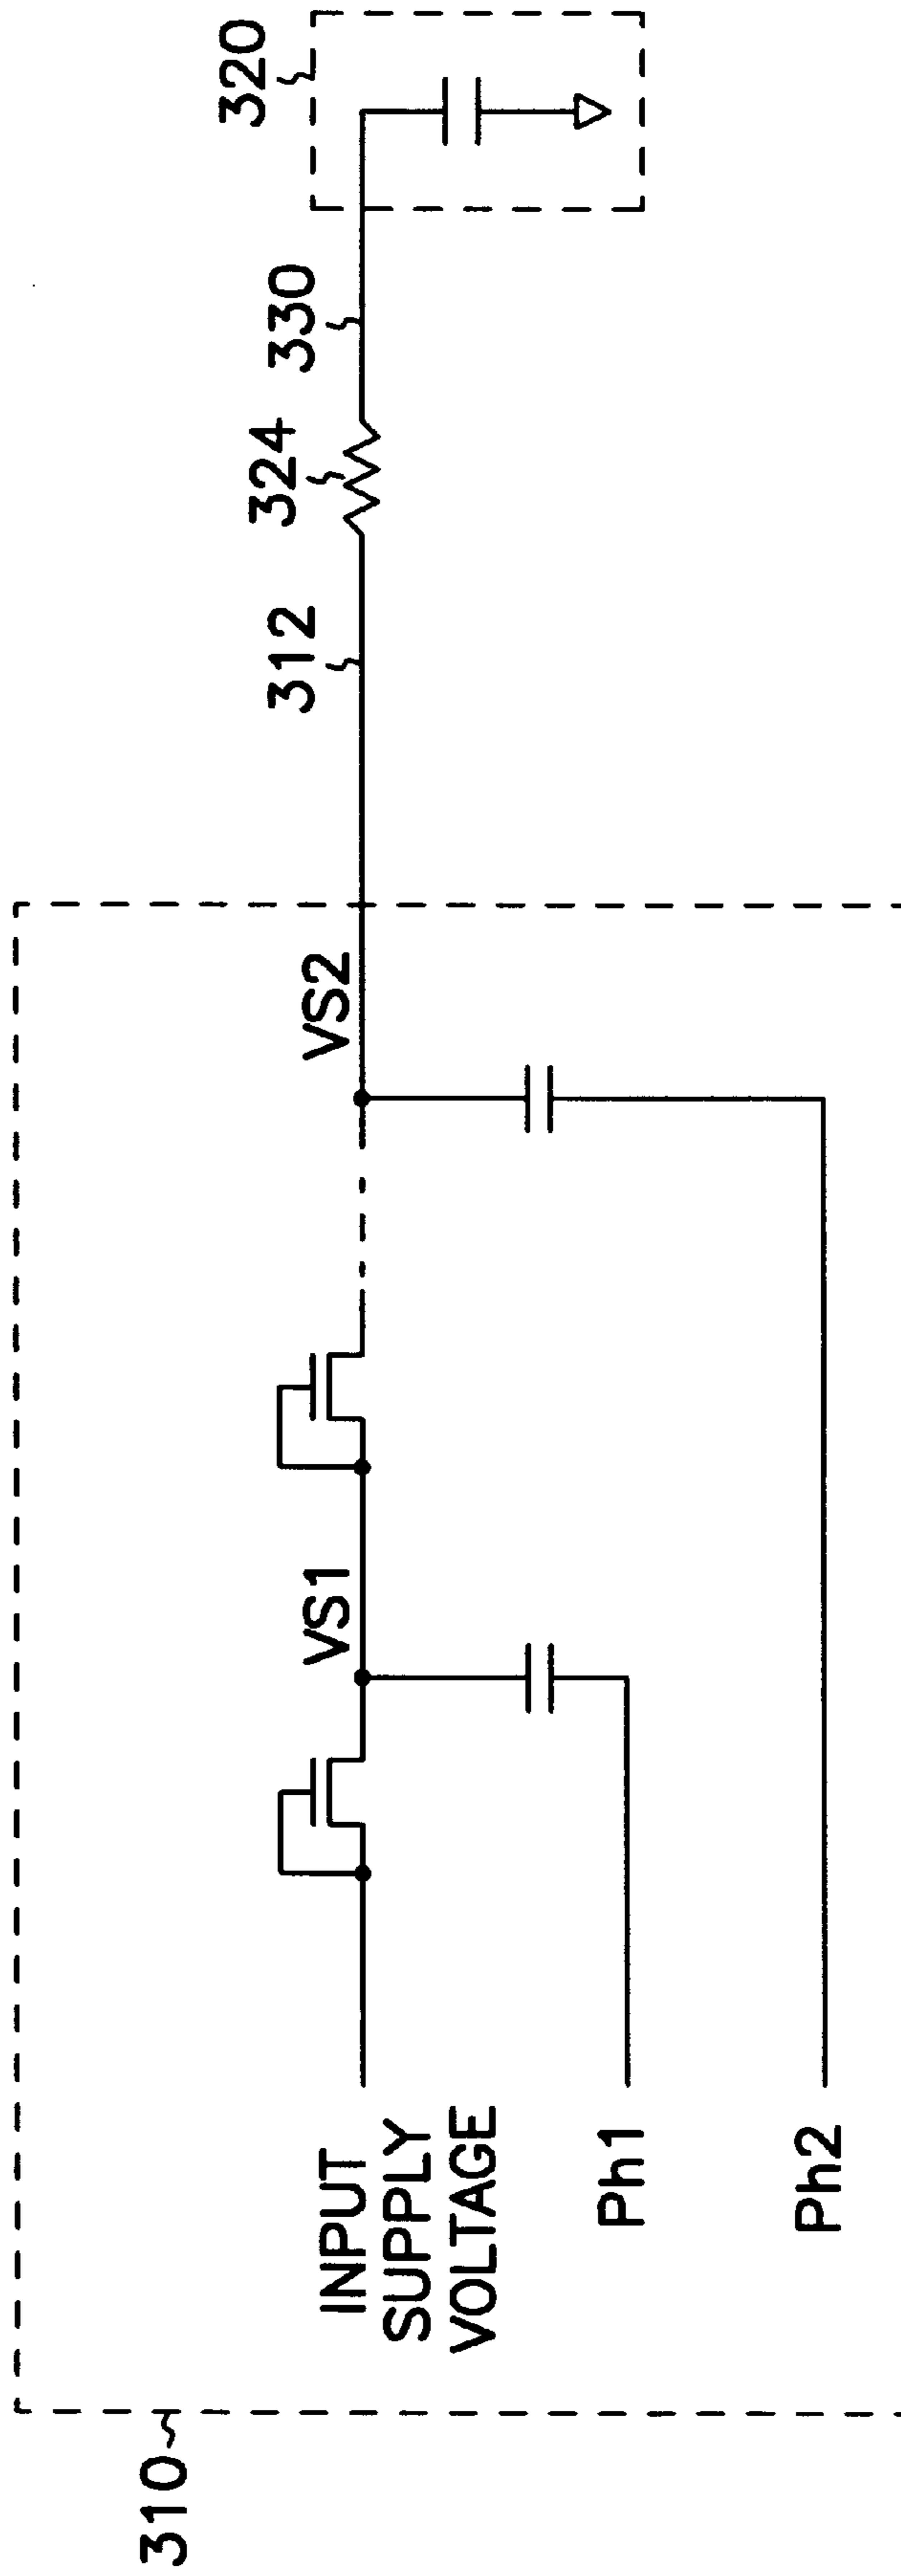 310
INPUT
SUPPLY
VOLTAGE
Ph1
Ph2
VS1
VS2
312
324
330
320